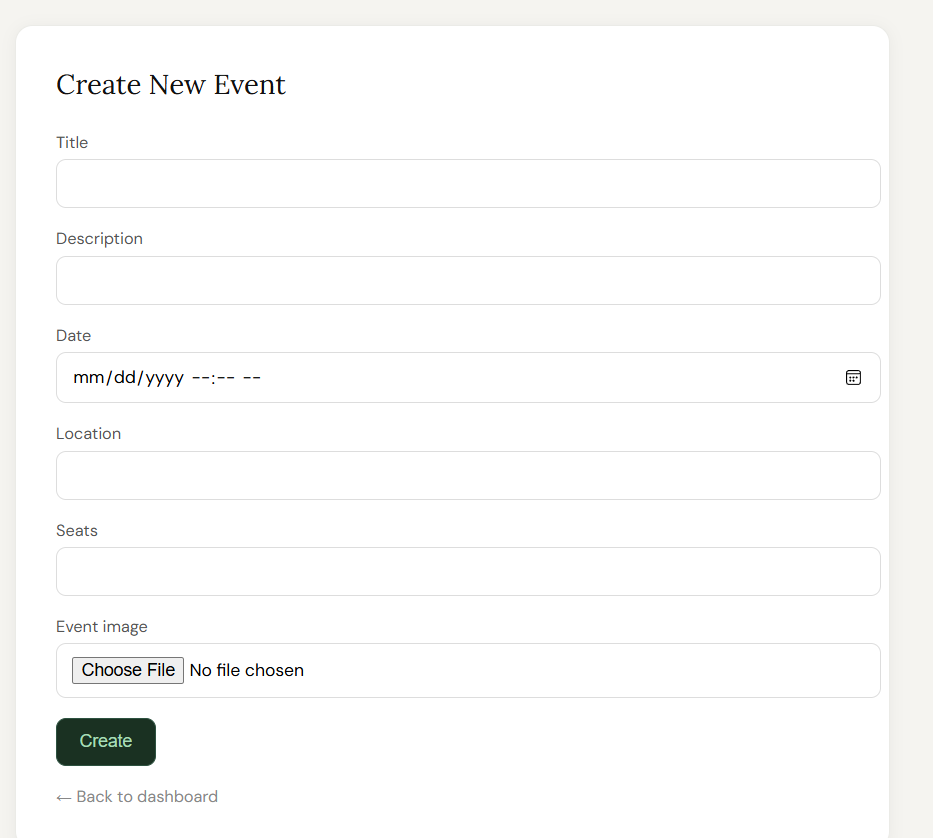 Create New Event
Title
Description
Date
mm/dd/yyyy --:-- --
Location
Seats
Event image
Choose File No file chosen
Create
← Back to dashboard